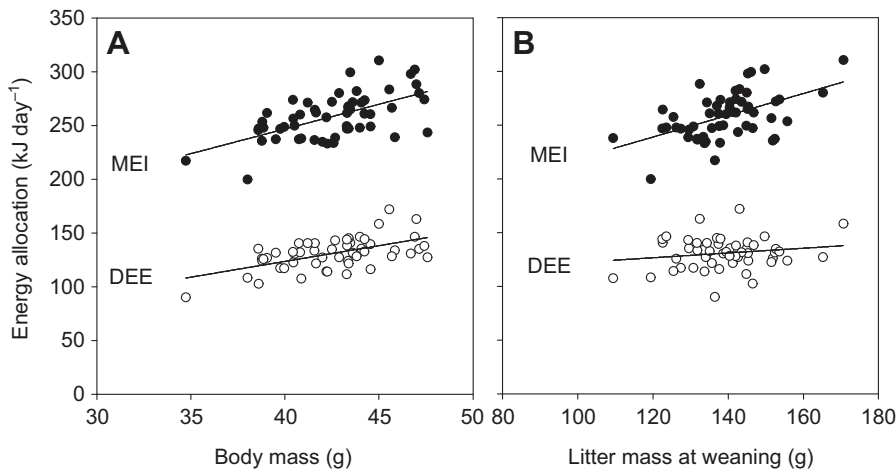 Energy allocation (kJ day⁻¹)
350
300
250
200
150
100
50
0
A
MEI
DEE
30
35
40
45
50
Body mass (g)
B
MEI
DEE
80
100
120
140
160
180
Litter mass at weaning (g)